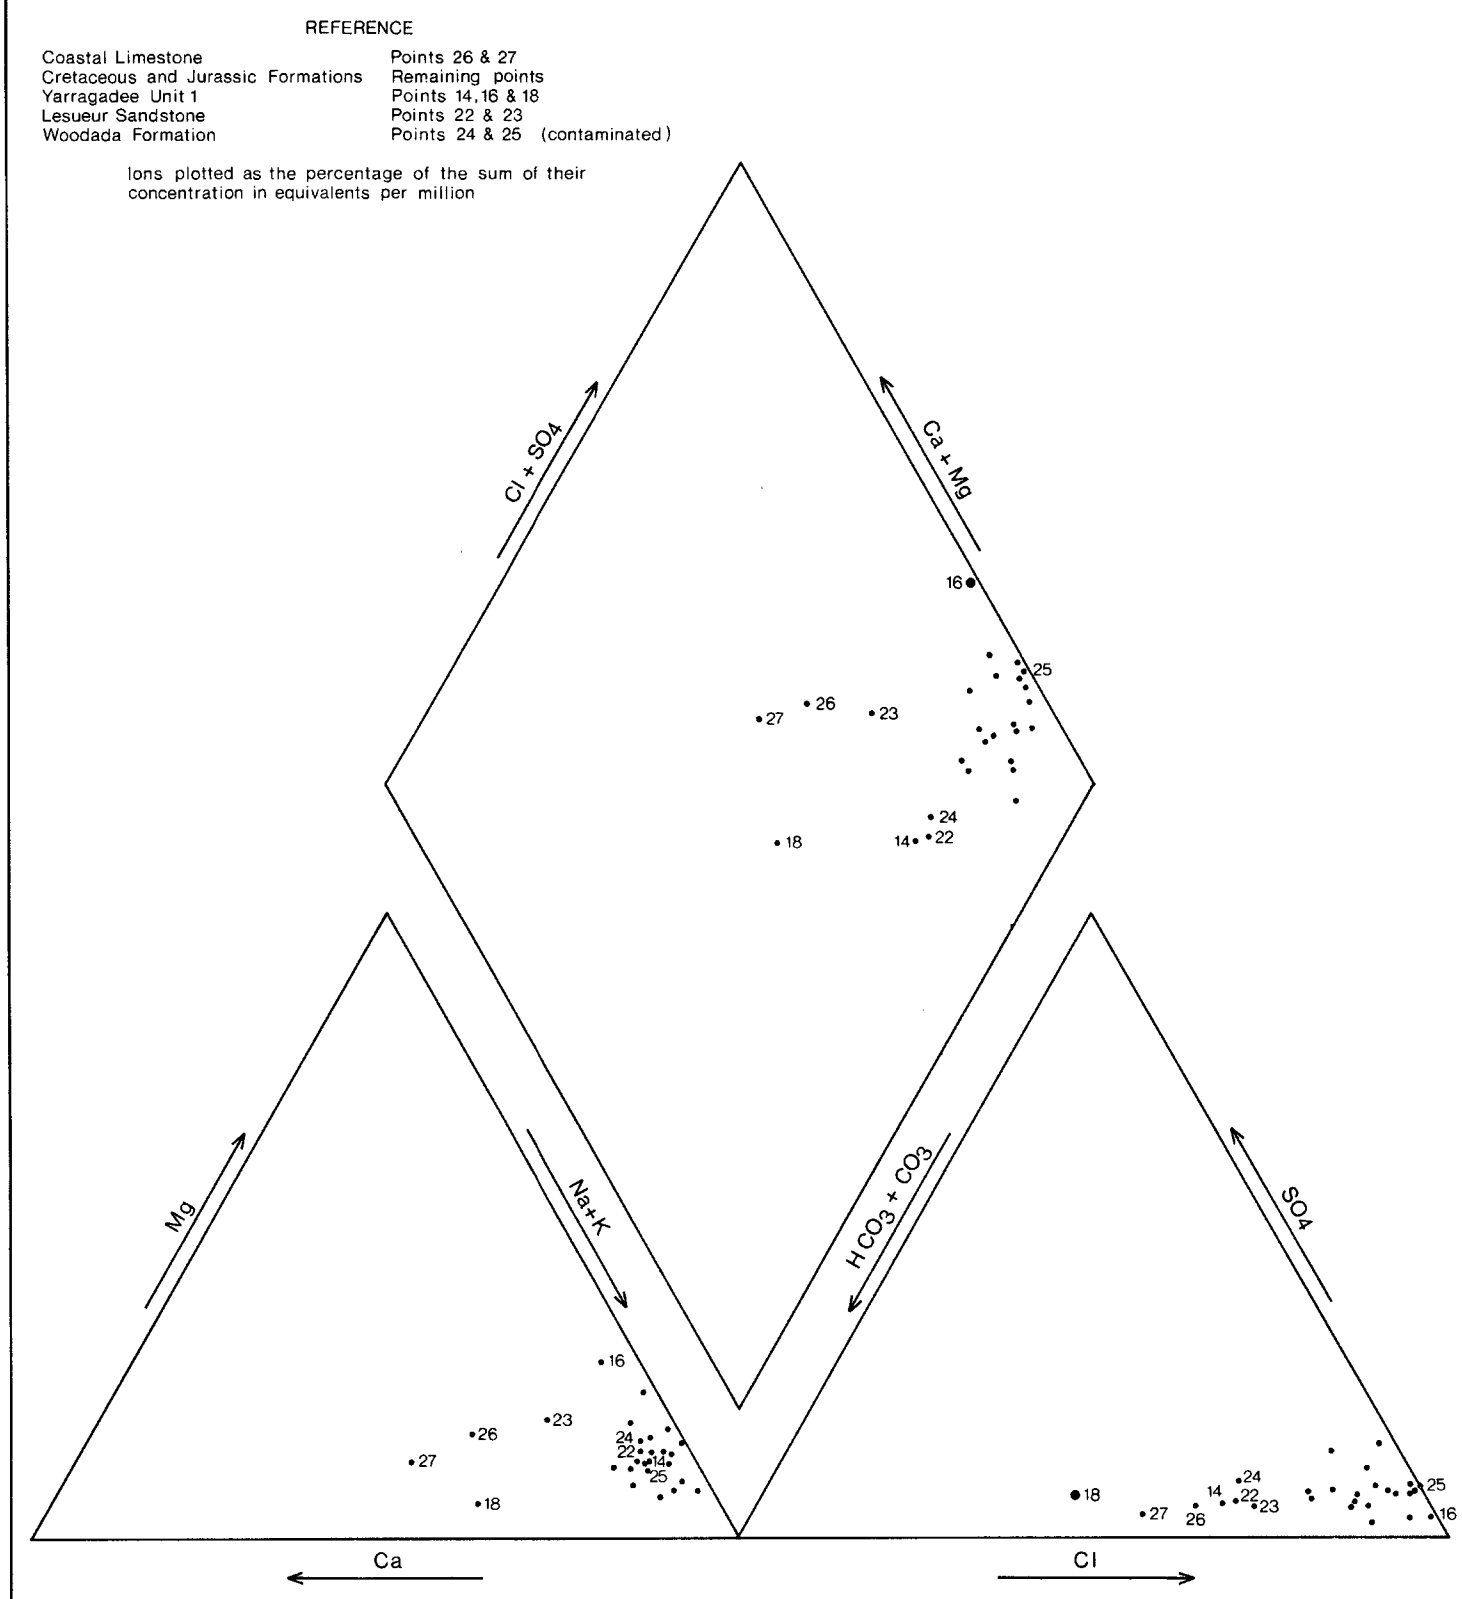 REFERENCE
Coastal Limestone Points 26 & 27
Cretaceous and Jurassic Formations Remaining points
Yarragadee Unit 1 Points 14,16 & 18
Lesueur Sandstone Points 22 & 23
Woodada Formation Points 24 & 25 (contaminated)
Ions plotted as the percentage of the sum of their
concentration in equivalents per million
Cl + SO4
Ca + Mg
16
25
26
27
23
24
22
14
18
Mg
Na+K
HCO3 + CO3
SO4
16
23
26
24
22
27
14
25
18
24
25
18
14
22
23
27
26
16
Ca
Cl